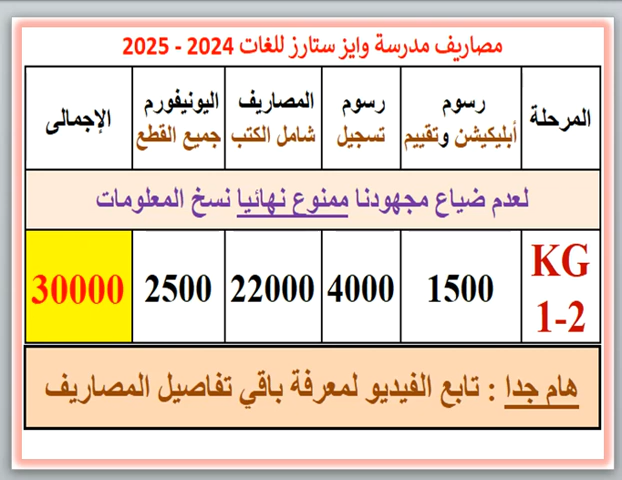 مصاريف مدرسة وايز ستارز للغات 2024 - 2025
المرحلة
رسوم
أبليكيشن وتقييم
رسوم
تسجيل
المصاريف
شامل الكتب
اليونيفورم
جميع القطع
الإجمالى
لعدم ضياع مجهودنا ممنوع نهائيا نسخ المعلومات
KG
1-2
1500
4000
22000
2500
30000
هام جدا : تابع الفيديو لمعرفة باقي تفاصيل المصاريف